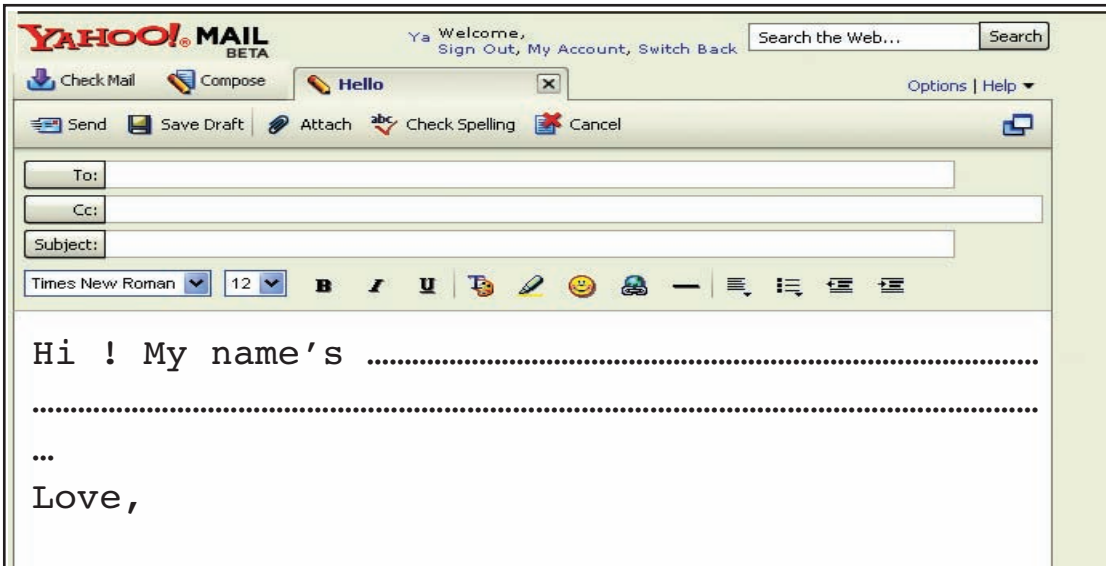 YAHOO!® MAIL
BETA
Ya Welcome,
Sign Out, My Account, Switch Back
Search the Web...
Search
Check Mail
Compose
Hello
Options | Help
Send
Save Draft
Attach
Check Spelling
Cancel
To:
Cc:
Subject:
Times New Roman
12
B I U
Hi ! My name's ………………………………………………………………………………
……………………………………………………………………………………………………………………
…
Love,